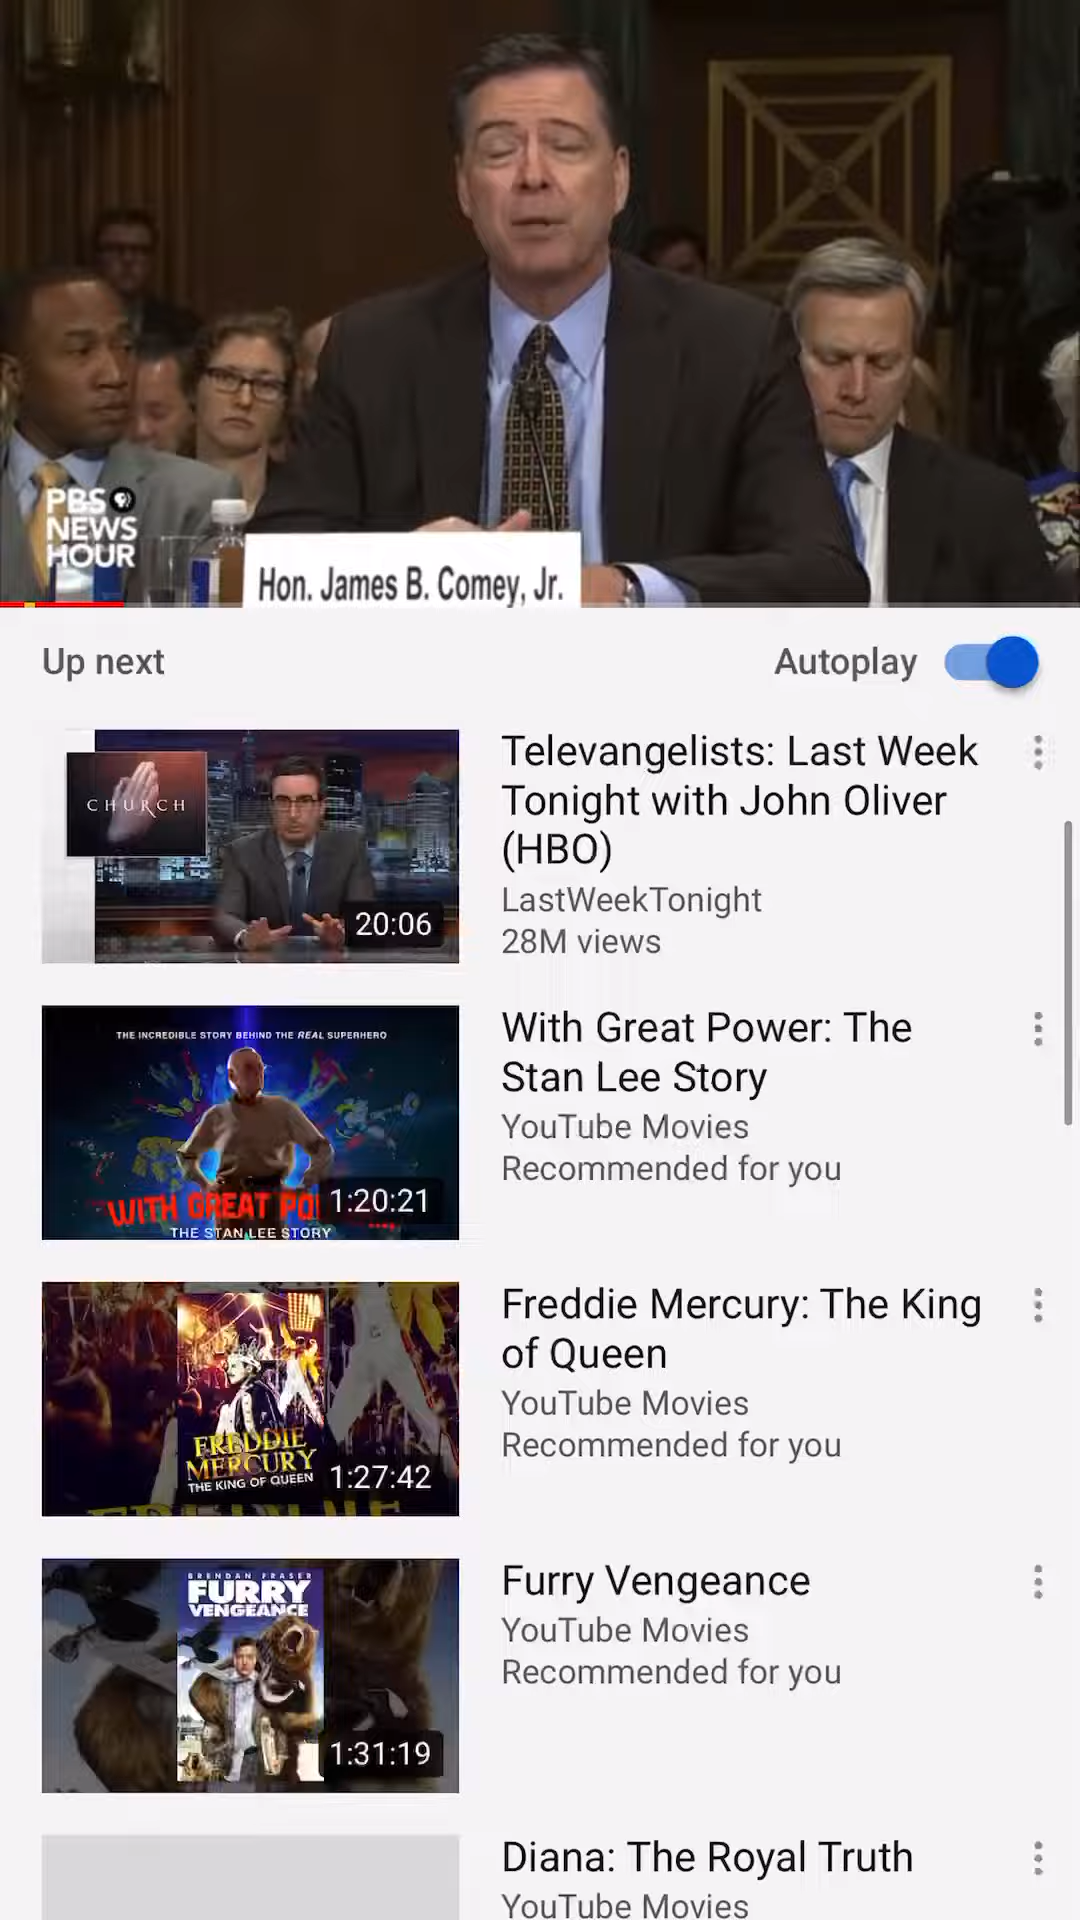 PBS
NEWS
HOUR
Hon. James B. Comey, Jr.
Up next
Autoplay
CHURCH
20:06
Televangelists: Last Week
Tonight with John Oliver
(HBO)
LastWeekTonight
28M views
THE INCREDIBLE STORY BEHIND THE REAL SUPERHERO
WITH GREAT PO
1:20:21
THE STAN LEE STORY
With Great Power: The
Stan Lee Story
YouTube Movies
Recommended for you
FREDDIE
MERCURY
THE KING OF QUEEN
1:27:42
Freddie Mercury: The King
of Queen
YouTube Movies
Recommended for you
BRENDAN FRASER
FURRY
VENGEANCE
1:31:19
Furry Vengeance
YouTube Movies
Recommended for you
Diana: The Royal Truth
YouTube Movies